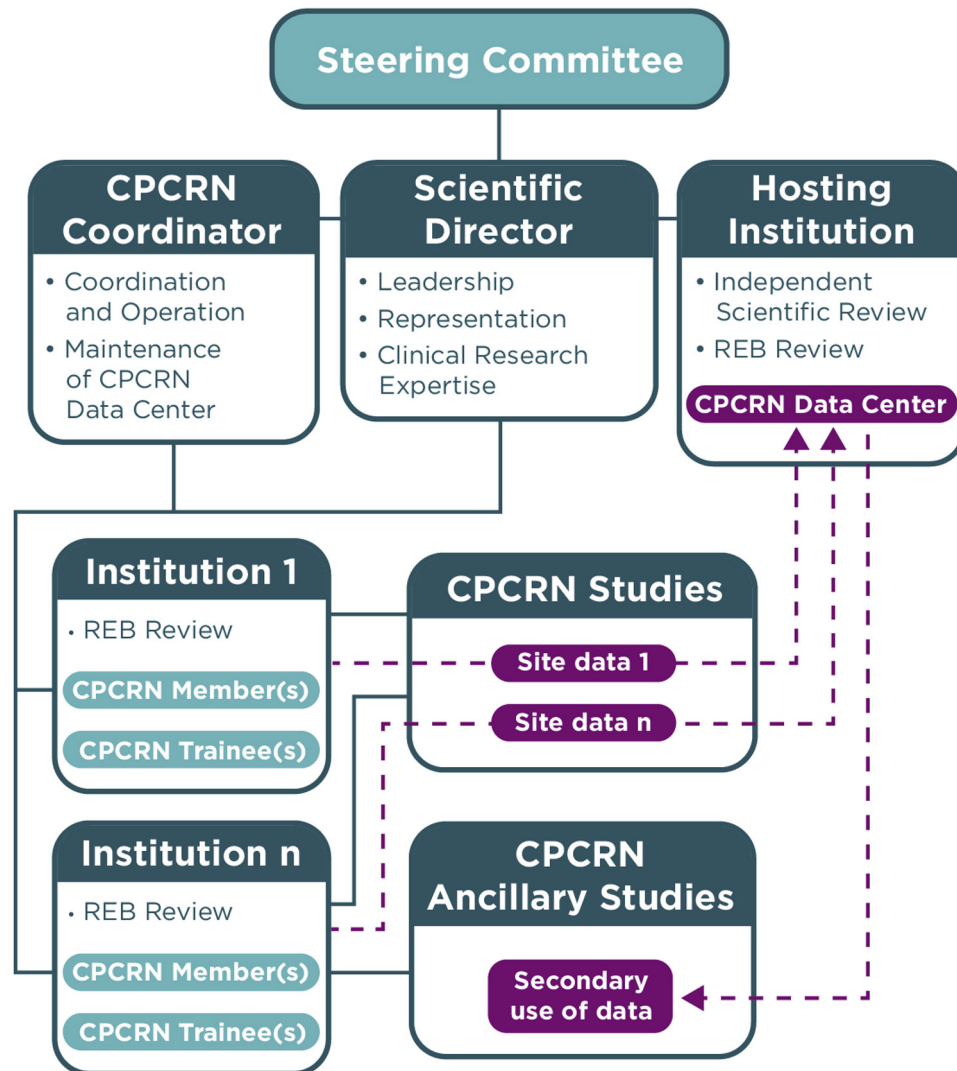 Steering Committee
CPCRN
Coordinator
• Coordination
and Operation
• Maintenance
of CPCRN
Data Center
Scientific
Director
• Leadership
• Representation
• Clinical Research
Expertise
Hosting
Institution
• Independent
Scientific Review
• REB Review
CPCRN Data Center
Institution 1
• REB Review
CPCRN Member(s)
CPCRN Trainee(s)
CPCRN Studies
Site data 1
Site data n
Institution n
• REB Review
CPCRN Member(s)
CPCRN Trainee(s)
CPCRN
Ancillary Studies
Secondary
use of data